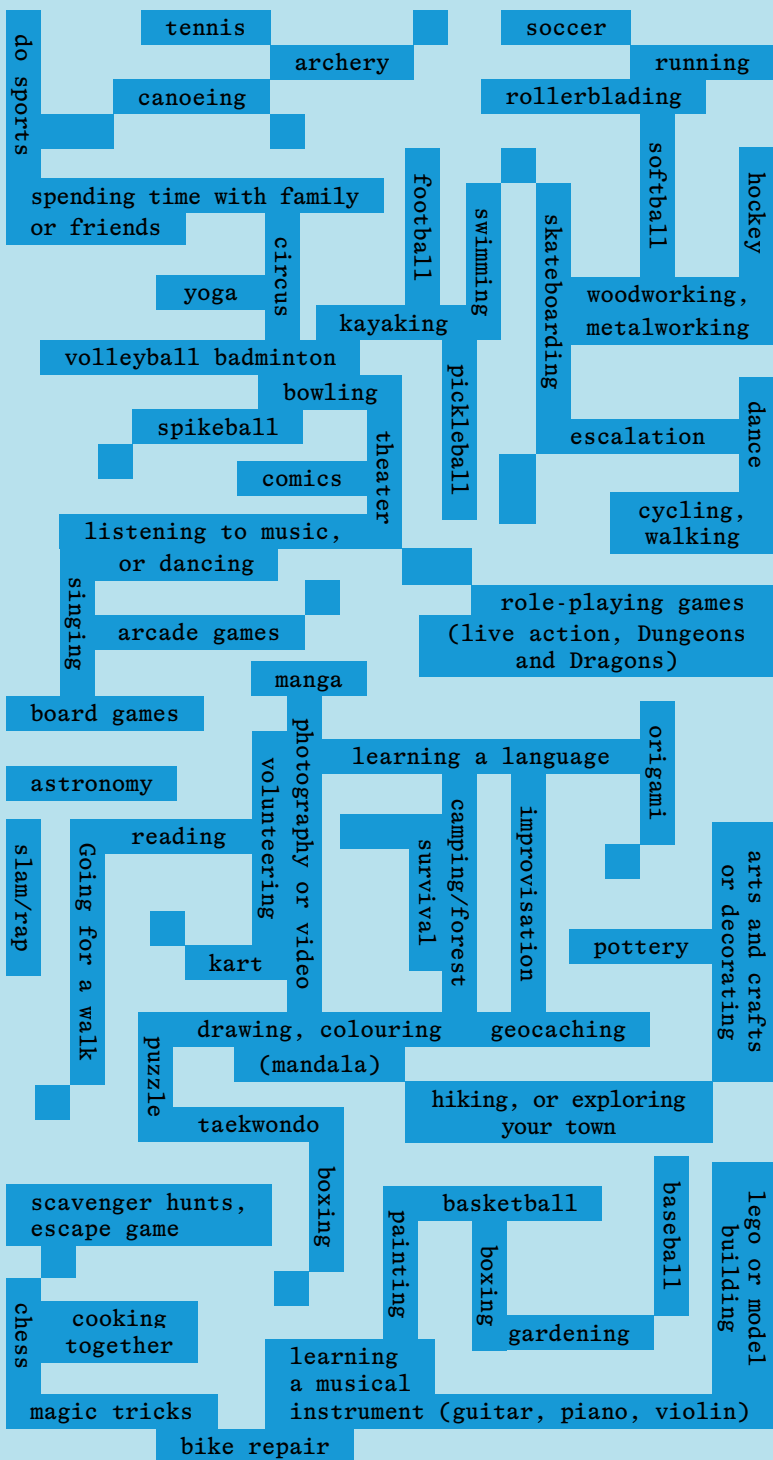 do sports
tennis
soccer
archery
running
canoeing
rollerblading
softball
hockey
football
spending time with family
or friends
swimming
skateboarding
circus
yoga
woodworking,
metalworking
kayaking
volleyball badminton
pickleball
bowling
dance
theater
spikeball
escalation
comics
cycling,
walking
listening to music,
or dancing
singing
role-playing games
(live action, Dungeons
and Dragons)
arcade games
manga
board games
photography or video
origami
volunteering
learning a language
astronomy
camping/forest
survival
improvisation
slam/rap
Going for a walk
reading
arts and crafts
or decorating
pottery
kart
drawing, colouring
(mandala)
geocaching
puzzle
hiking, or exploring
your town
taekwondo
boxing
scavenger hunts,
escape game
painting
basketball
baseball
lego or model
building
boxing
chess
cooking
together
gardening
learning
a musical
instrument (guitar, piano, violin)
magic tricks
bike repair